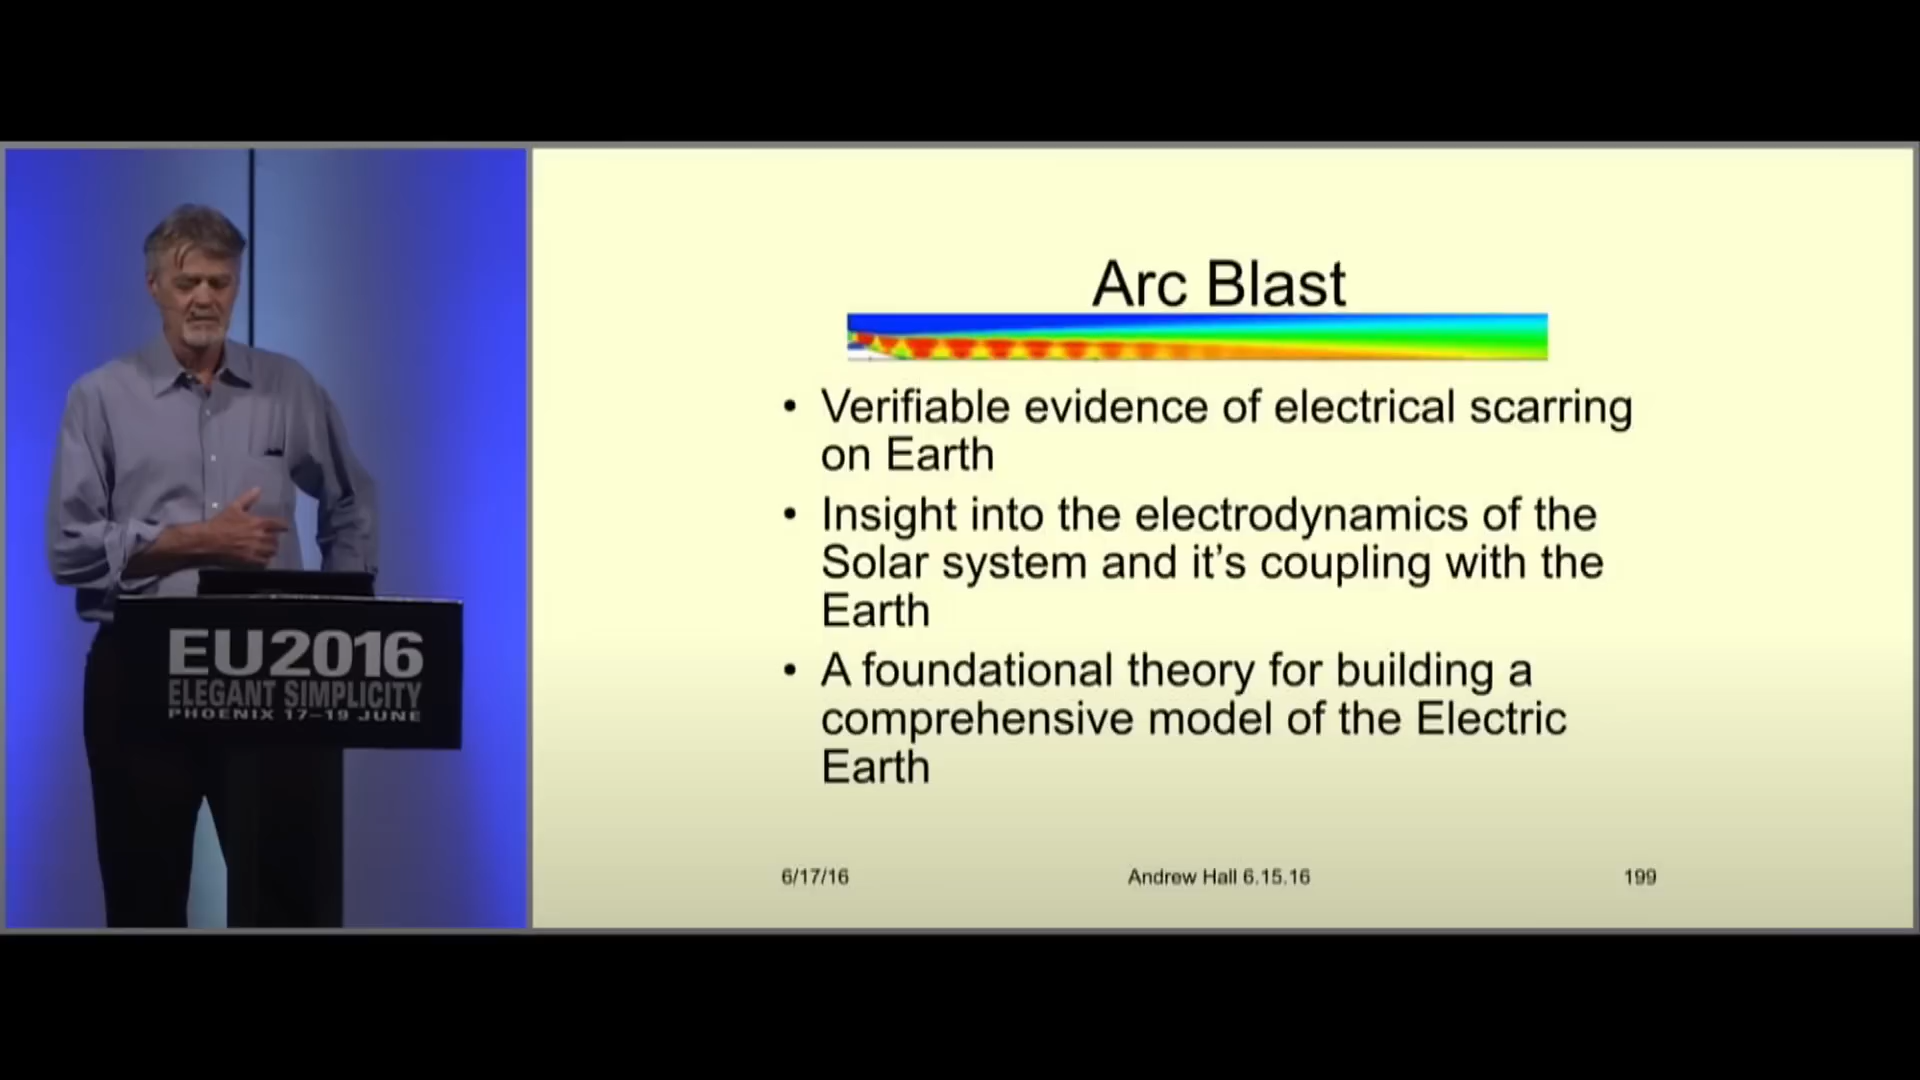 EU2016
ELEGANT SIMPLICITY
PHOENIX 17–19 JUNE
Arc Blast
• Verifiable evidence of electrical scarring
on Earth
• Insight into the electrodynamics of the
Solar system and it’s coupling with the
Earth
• A foundational theory for building a
comprehensive model of the Electric
Earth
6/17/16
Andrew Hall 6.15.16
199